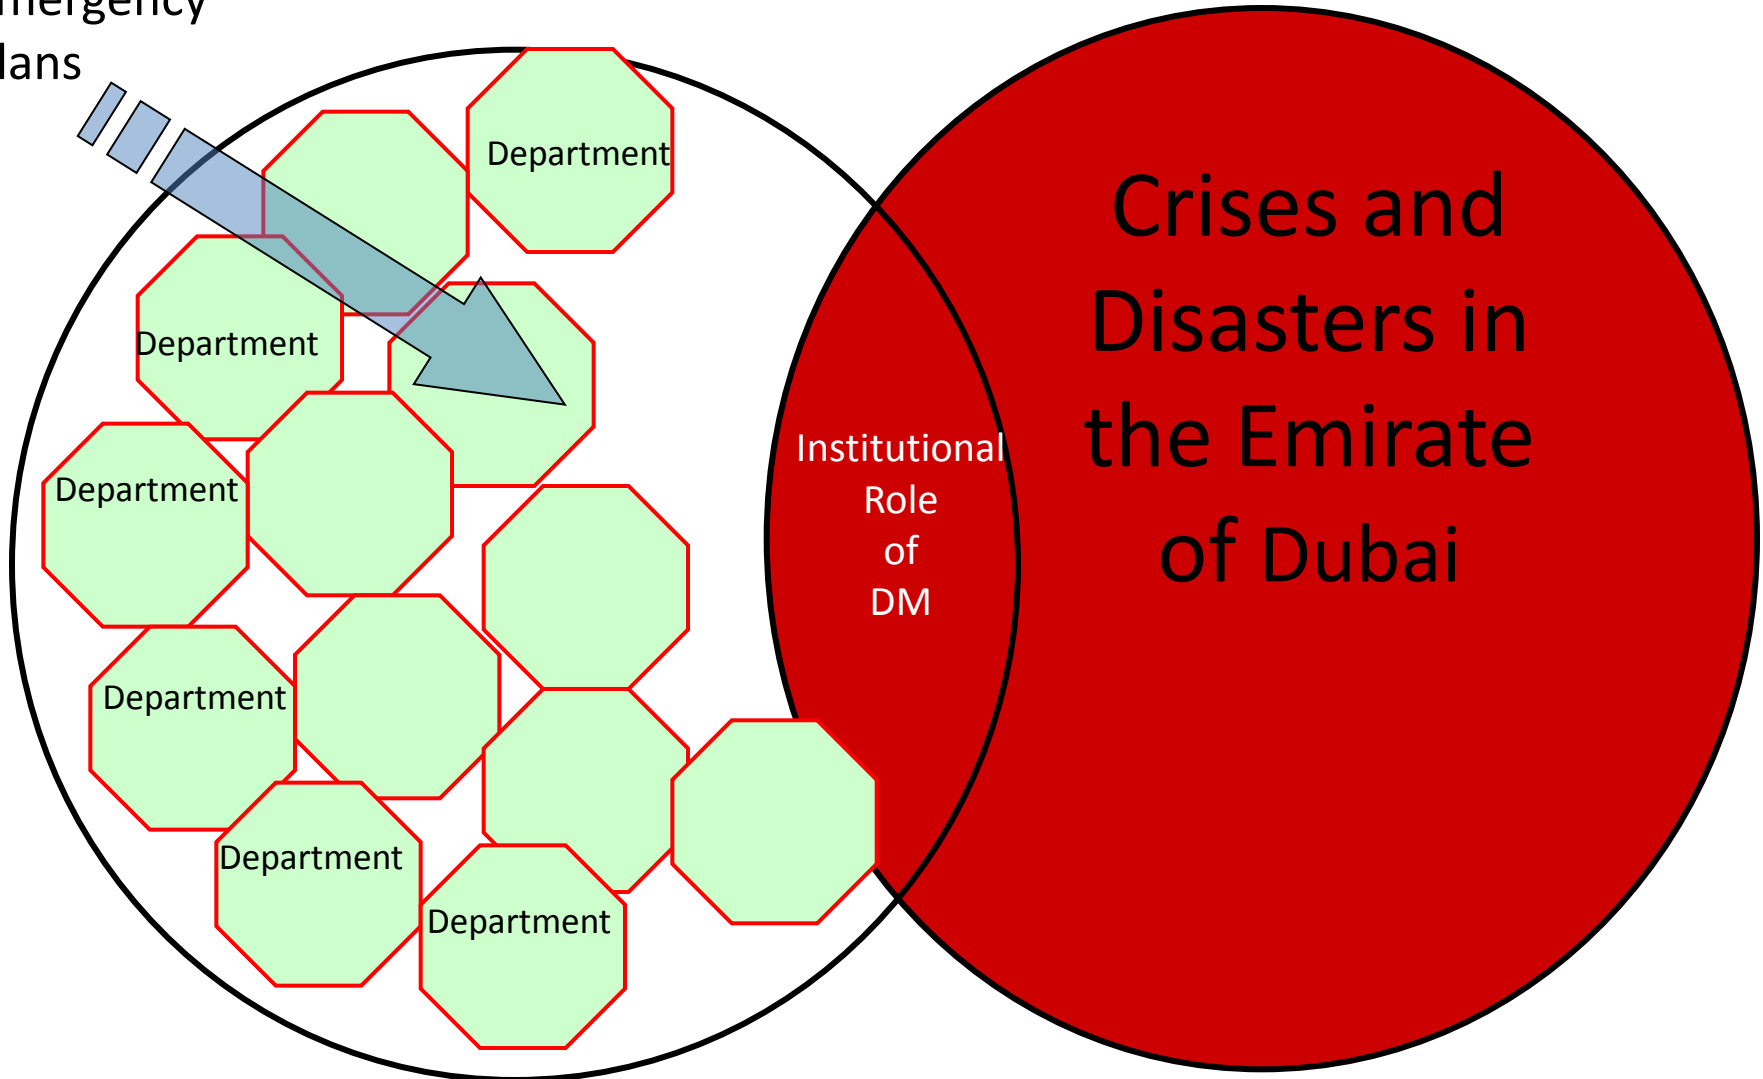 mergency
lans
Department
Department
Department
Department
Department
Department
Institutional
Role
of
DM
Crises and
Disasters in
the Emirate
of Dubai